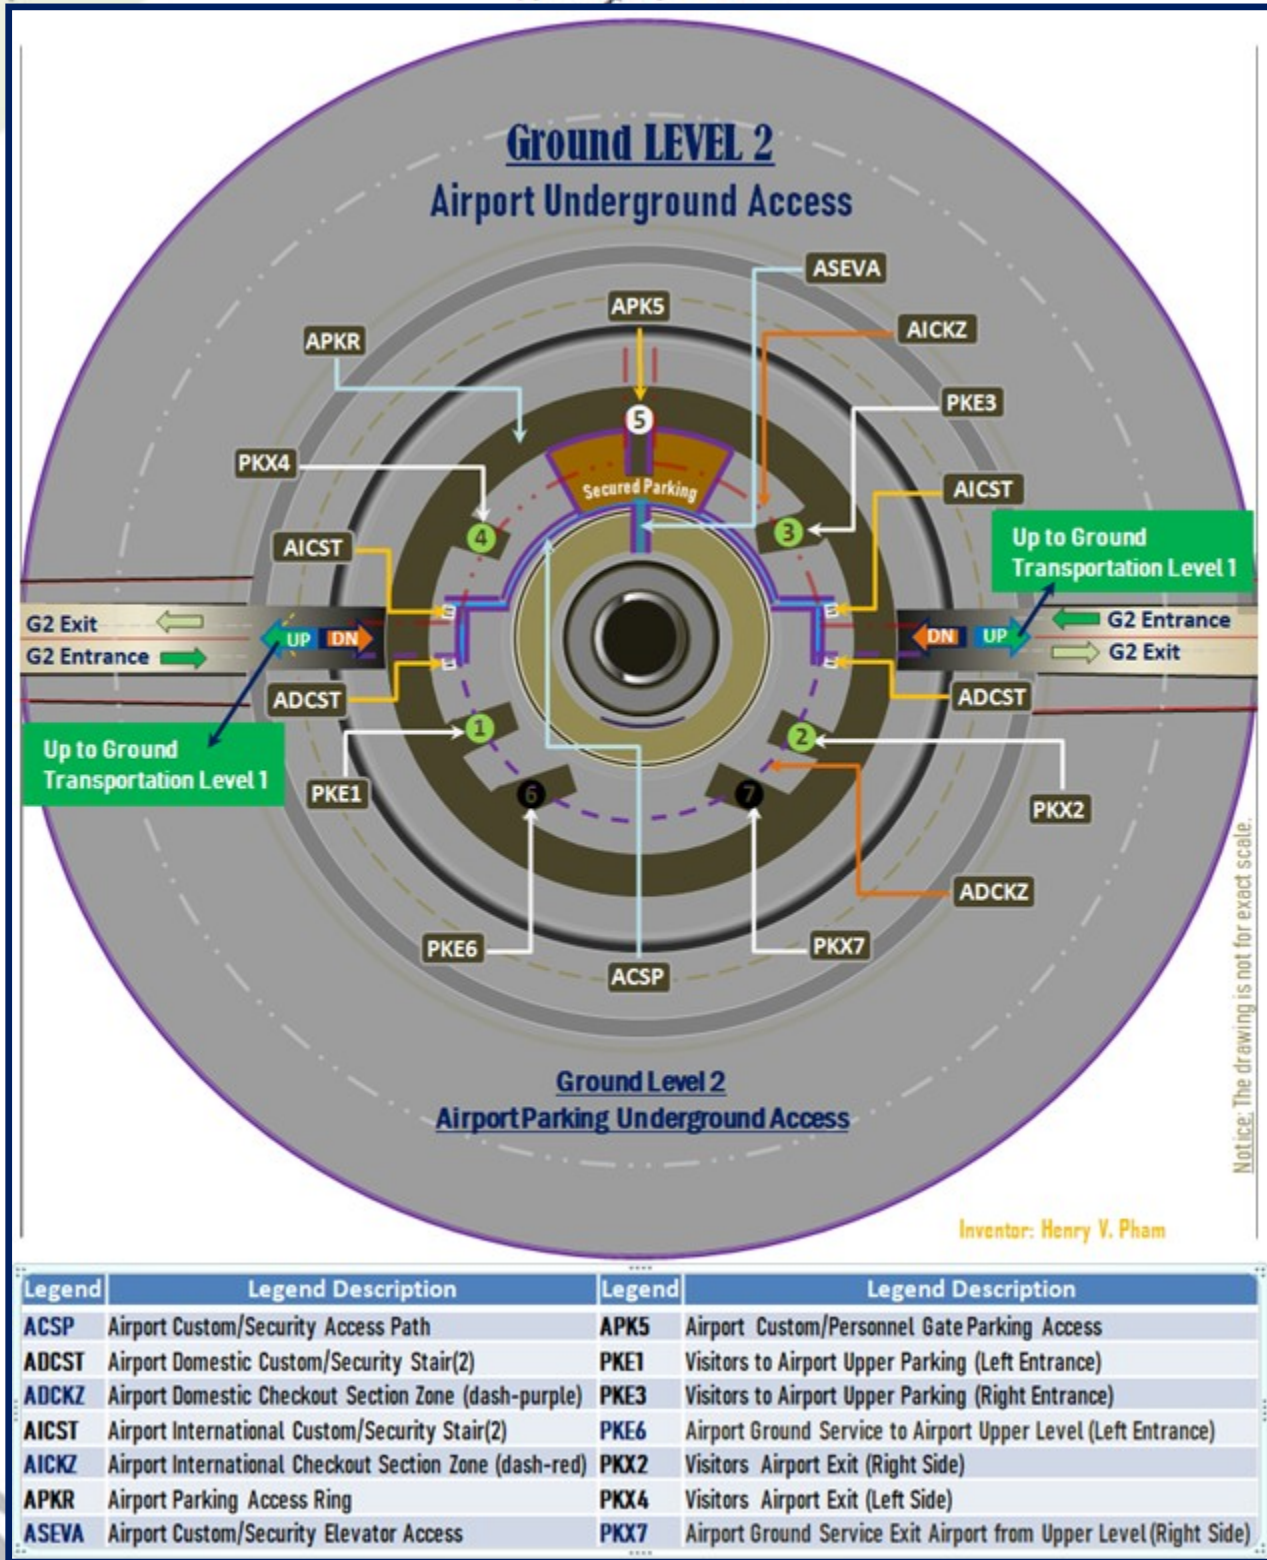 Ground LEVEL 2
Airport Underground Access
ASEVA
APK5
AICKZ
APKR
PKE3
5
PKX4
AICST
Secured Parking
4
3
Up to Ground
Transportation Level 1
AICST
G2 Exit
UP
DN
DN
UP
G2 Entrance
G2 Entrance
G2 Exit
ADCST
ADCST
1
2
Up to Ground
Transportation Level 1
PKE1
6
7
PKX2
ADCKZ
PKE6
PKX7
ACSP
Notice: The drawing is not for exact scale.
Ground Level 2
Airport Parking Underground Access
Inventor: Henry V. Pham
Legend Legend Description Legend Legend Description
ACSP Airport Custom/Security Access Path APK5 Airport Custom/Personnel Gate Parking Access
ADCST Airport Domestic Custom/Security Stair(2) PKE1 Visitors to Airport Upper Parking (Left Entrance)
ADCKZ Airport Domestic Checkout Section Zone (dash-purple) PKE3 Visitors to Airport Upper Parking (Right Entrance)
AICST Airport International Custom/Security Stair(2) PKE6 Airport Ground Service to Airport Upper Level (Left Entrance)
AICKZ Airport International Checkout Section Zone (dash-red) PKX2 Visitors Airport Exit (Right Side)
APKR Airport Parking Access Ring PKX4 Visitors Airport Exit (Left Side)
ASEVA Airport Custom/Security Elevator Access PKX7 Airport Ground Service Exit Airport from Upper Level (Right Side)